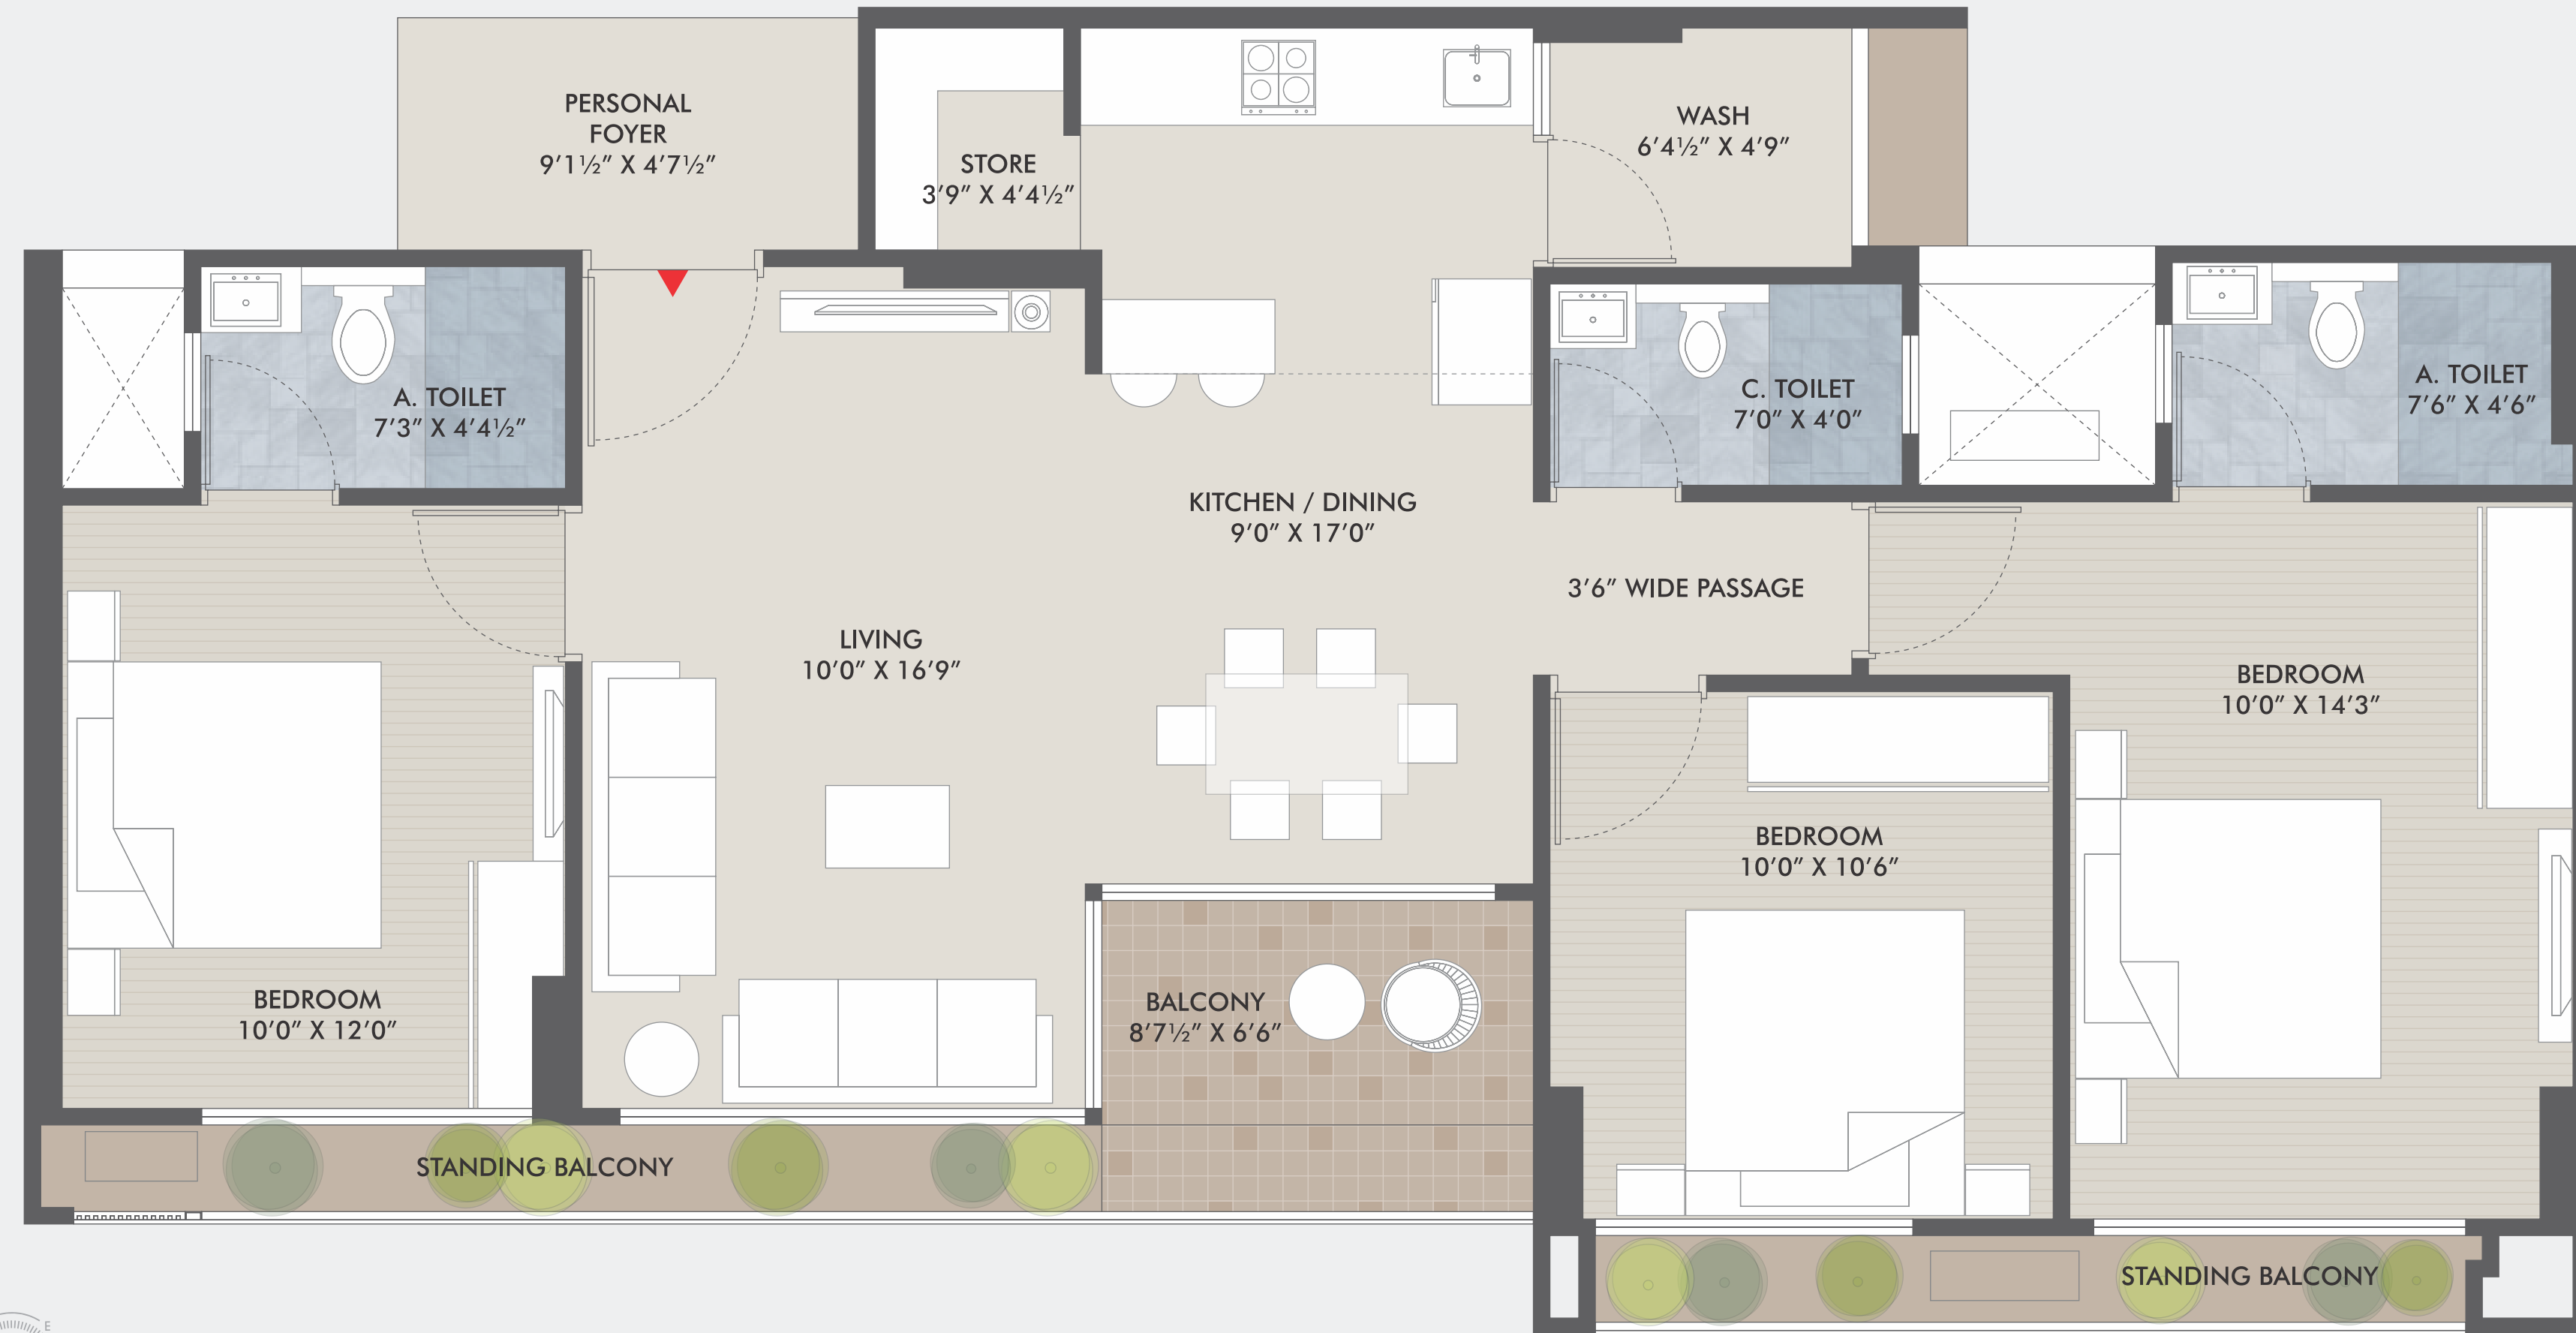 PERSONAL
FOYER
9’1½” X 4’7½”
STORE
3’9” X 4’4½”
WASH
6’4½” X 4’9”
A. TOILET
7’3” X 4’4½”
C. TOILET
7’0” X 4’0”
A. TOILET
7’6” X 4’6”
KITCHEN / DINING
9’0” X 17’0”
3’6” WIDE PASSAGE
LIVING
10’0” X 16’9”
BEDROOM
10’0” X 14’3”
BEDROOM
10’0” X 10’6”
BEDROOM
10’0” X 12’0”
BALCONY
8’7½” X 6’6”
STANDING BALCONY
STANDING BALCONY
E